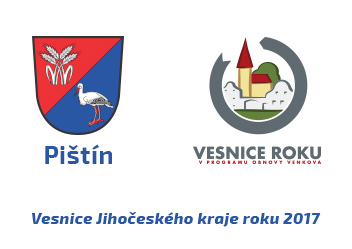 Pištín
VESNICE ROKU
V PROGRAMU OBNOVY VENKOVA
Vesnice Jihočeského kraje roku 2017